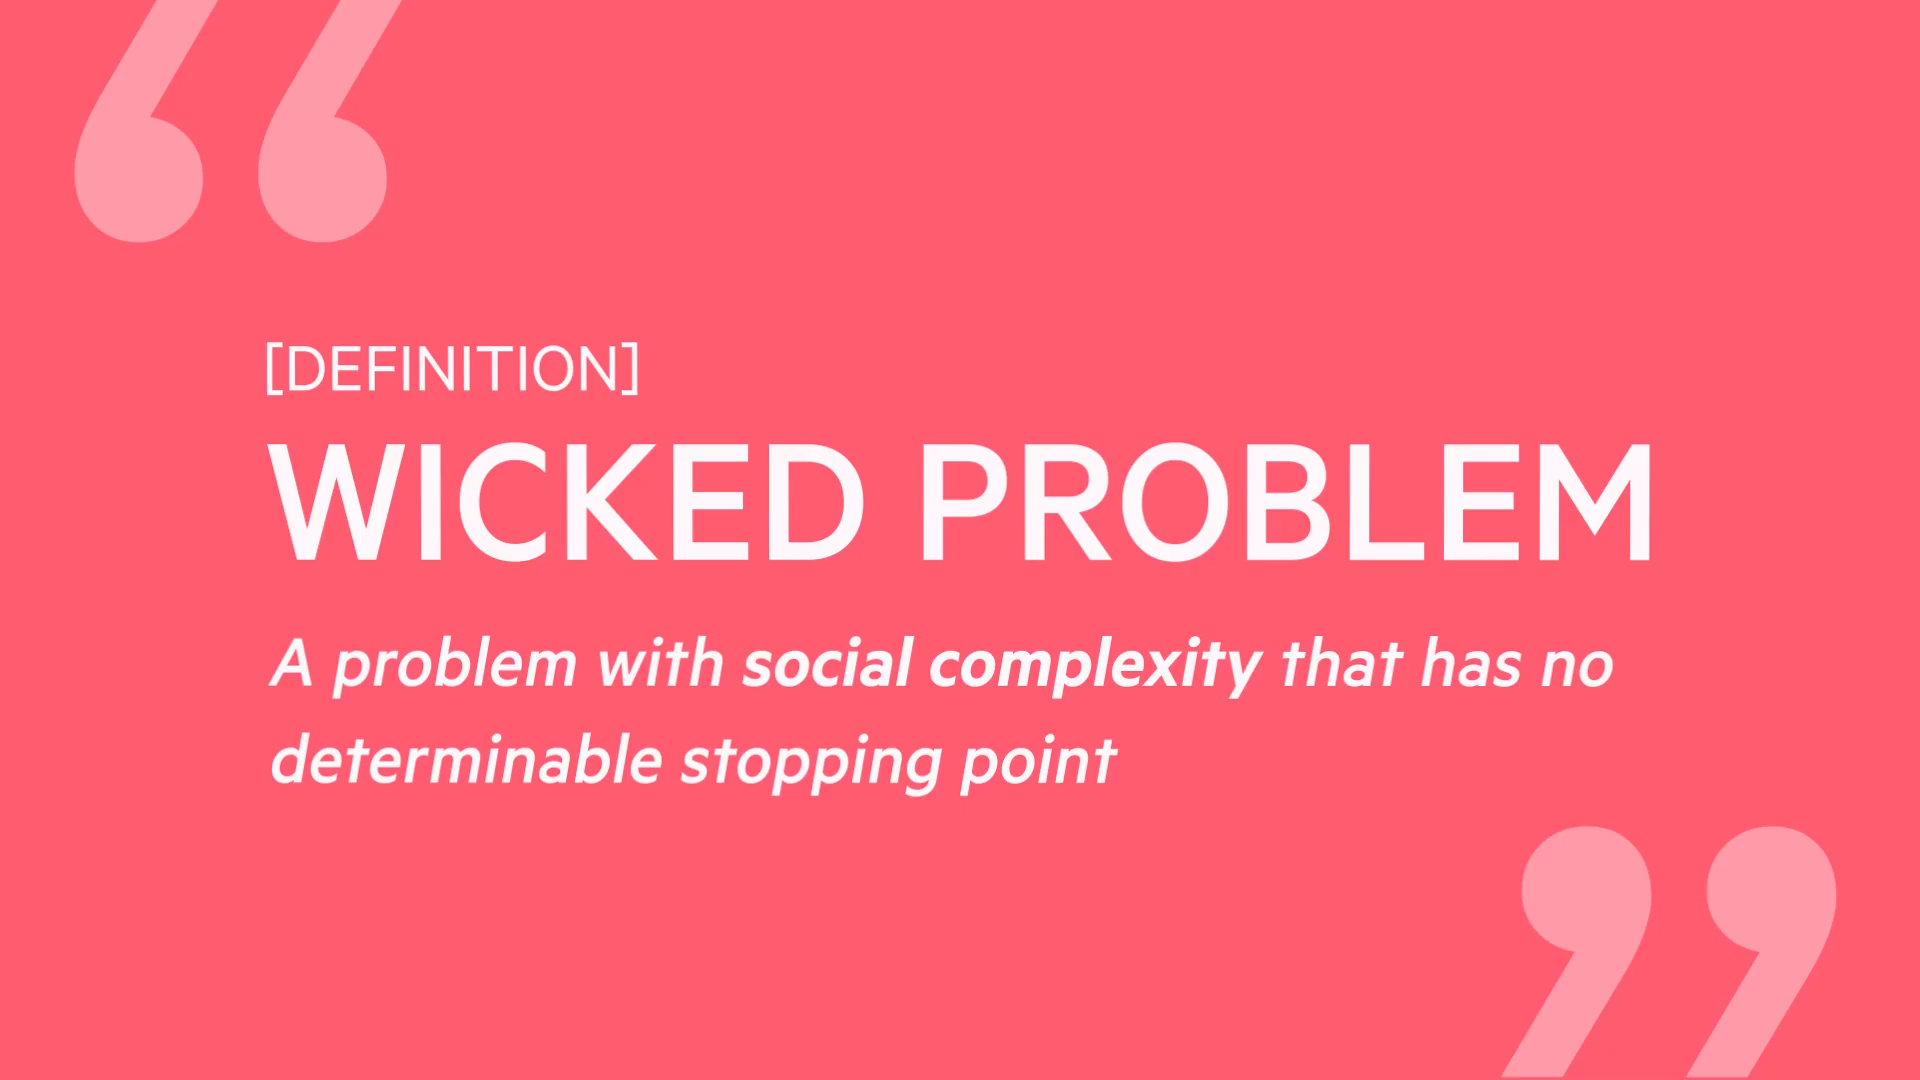 [DEFINITION]
WICKED PROBLEM
A problem with social complexity that has no
determinable stopping point